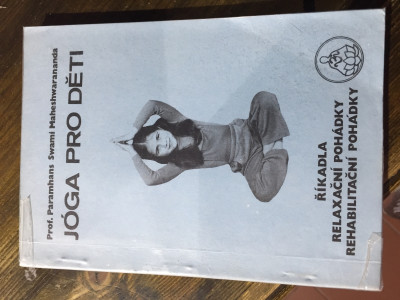 Prof. Paramhans Swami Maheshwarananda
JÓGA PRO DĚTI
ŘÍKADLA
RELAXAČNÍ POHÁDKY
REHABILITAČNÍ POHÁDKY